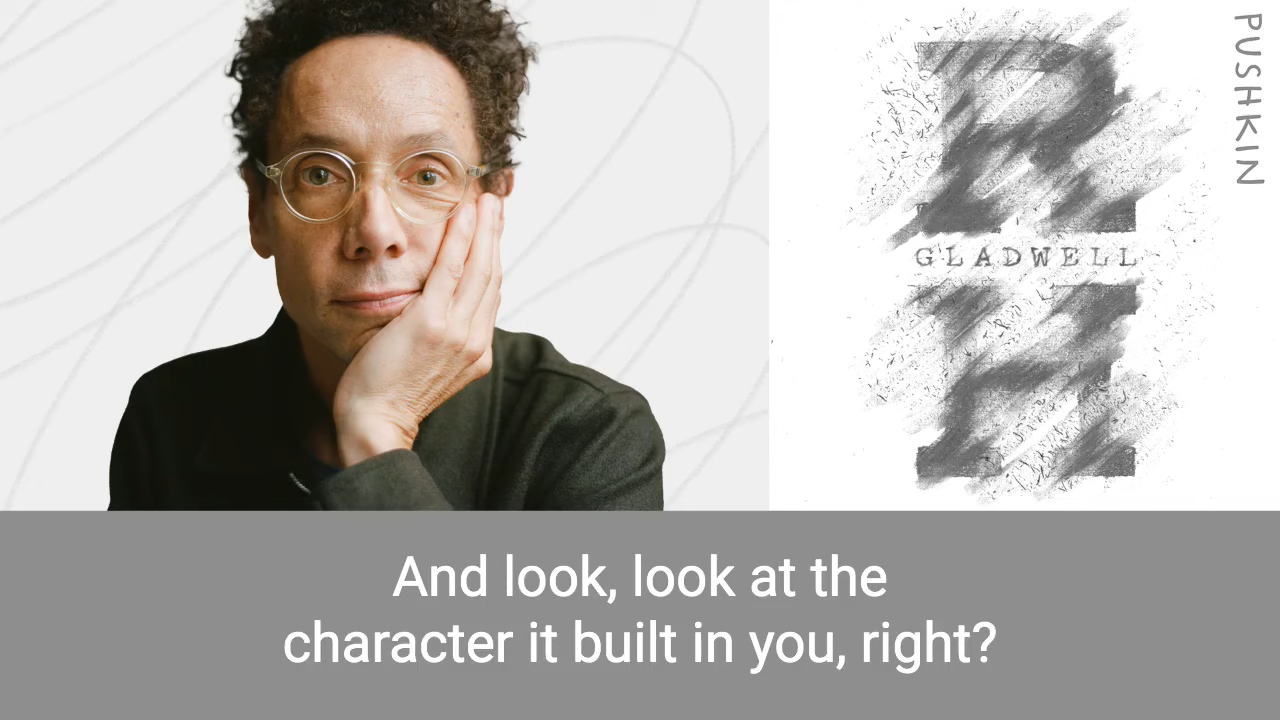 R
GLADWELL
H
PUSHKIN
And look, look at the
character it built in you, right?